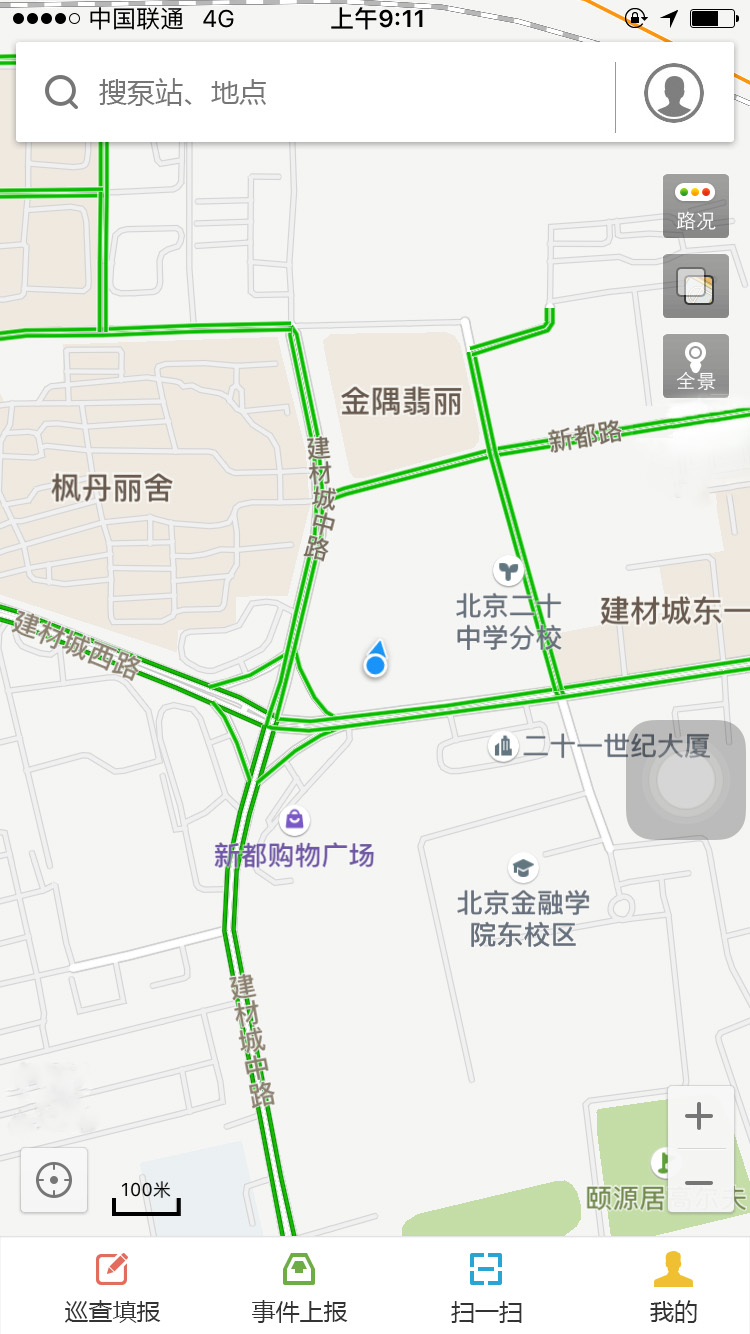 中国联通 4G 上午9:11
搜泵站、地点
路况
全景
金隅翡丽
新都路
建材城中路
枫丹丽舍
北京二十
中学分校
建材城东一
建材城西路
二十一世纪大厦
新都购物广场
北京金融学
院东校区
建材城中路
100米
颐源居高尔夫
巡查填报 事件上报 扫一扫 我的